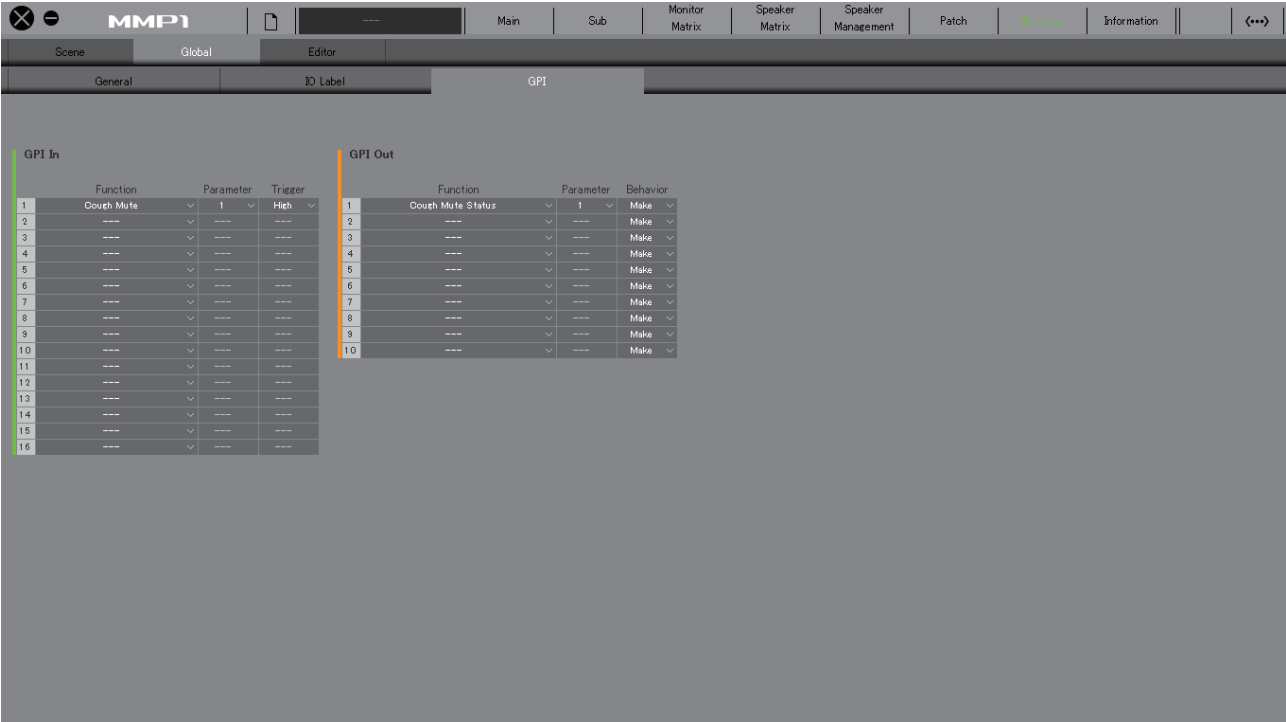 MMP1
---
Main
Sub
Monitor
Matrix
Speaker
Matrix
Speaker
Management
Patch
Information
Scene
Global
Editor
General
IO Label
GPI
GPI In
GPI Out
Function Parameter Trigger
Function Parameter Behavior
1 Cough Mute 1 High
2 --- --- ---
3 --- --- ---
4 --- --- ---
5 --- --- ---
6 --- --- ---
7 --- --- ---
8 --- --- ---
9 --- --- ---
10 --- --- ---
11 --- --- ---
12 --- --- ---
13 --- --- ---
14 --- --- ---
15 --- --- ---
16 --- --- ---
1 Cough Mute Status 1 Make
2 --- --- Make
3 --- --- Make
4 --- --- Make
5 --- --- Make
6 --- --- Make
7 --- --- Make
8 --- --- Make
9 --- --- Make
10 --- --- Make